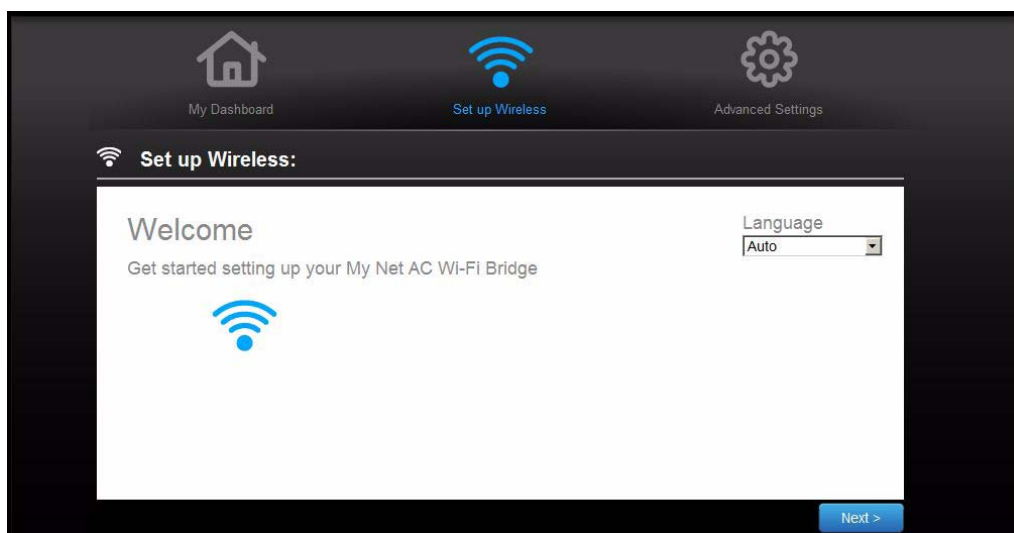 My Dashboard
Set up Wireless
Advanced Settings
Set up Wireless:
Welcome
Language
Auto
Get started setting up your My Net AC Wi-Fi Bridge
Next >